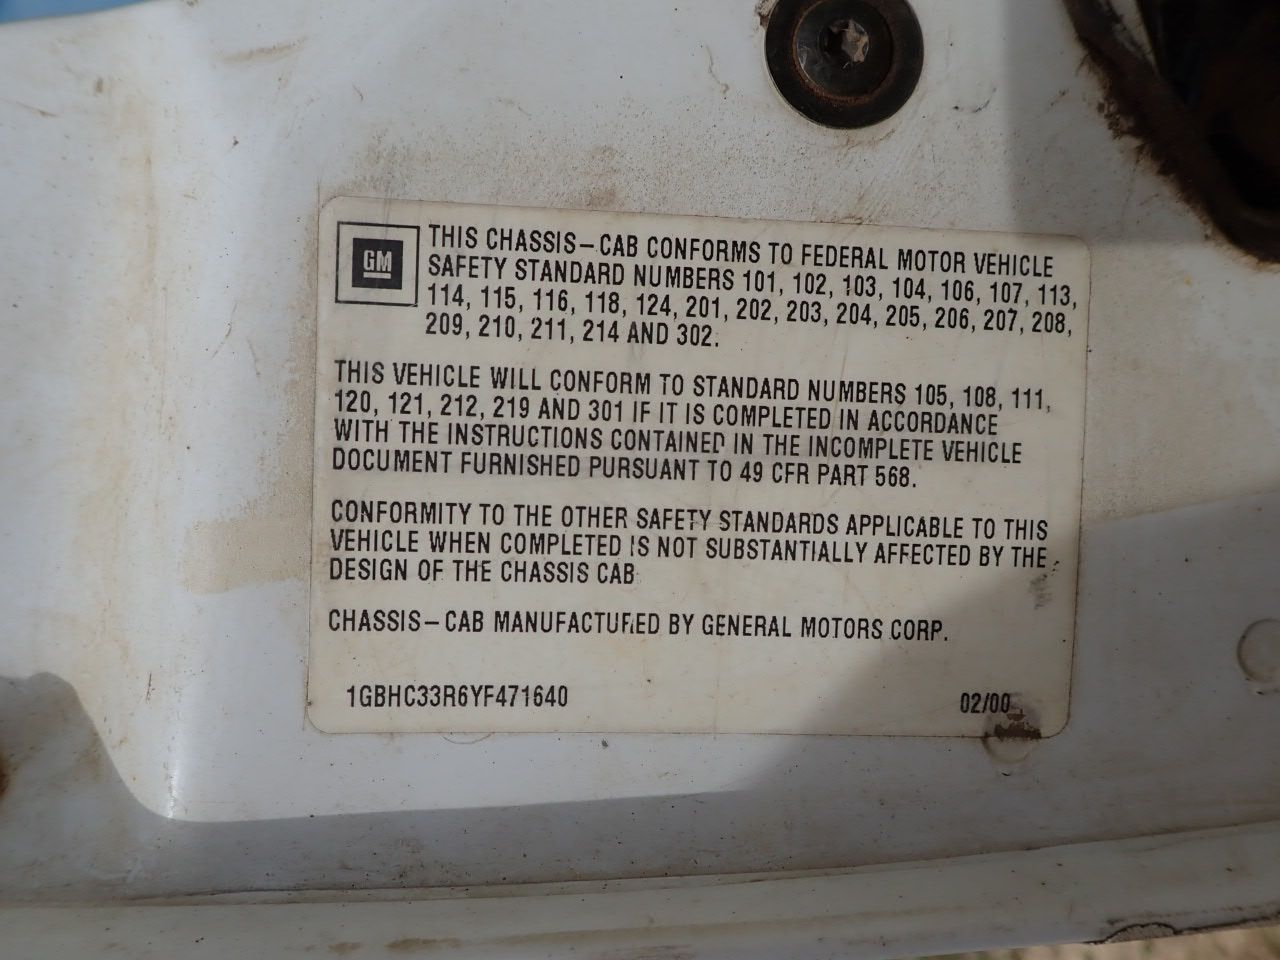 GM
THIS CHASSIS-CAB CONFORMS TO FEDERAL MOTOR VEHICLE
SAFETY STANDARD NUMBERS 101, 102, 103, 104, 106, 107, 113,
114, 115, 116, 118, 124, 201, 202, 203, 204, 205, 206, 207, 208,
209, 210, 211, 214 AND 302.
THIS VEHICLE WILL CONFORM TO STANDARD NUMBERS 105, 108, 111,
120, 121, 212, 219 AND 301 IF IT IS COMPLETED IN ACCORDANCE
WITH THE INSTRUCTIONS CONTAINED IN THE INCOMPLETE VEHICLE
DOCUMENT FURNISHED PURSUANT TO 49 CFR PART 568.
CONFORMITY TO THE OTHER SAFETY STANDARDS APPLICABLE TO THIS
VEHICLE WHEN COMPLETED IS NOT SUBSTANTIALLY AFFECTED BY THE
DESIGN OF THE CHASSIS CAB
CHASSIS-CAB MANUFACTURED BY GENERAL MOTORS CORP.
1GBHC33R6YF471640 02/00